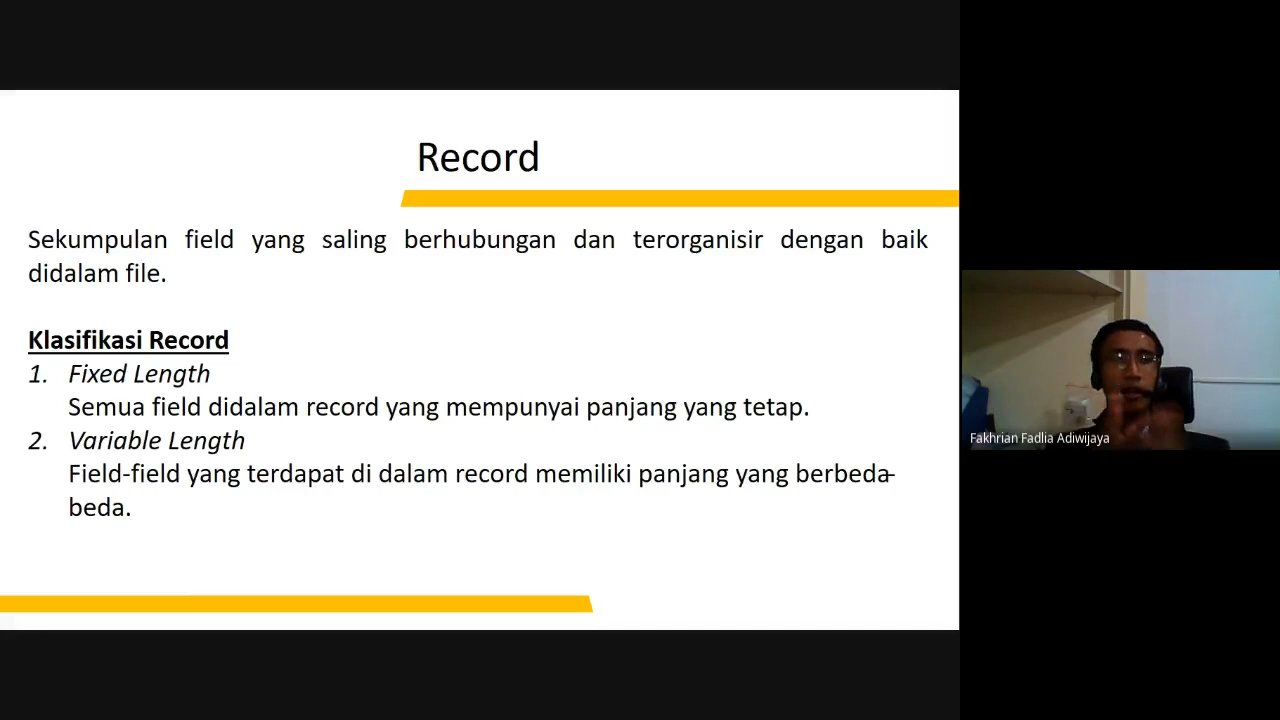 Record
Sekumpulan field yang saling berhubungan dan terorganisir dengan baik
didalam file.
Klasifikasi Record
1. Fixed Length
Semua field didalam record yang mempunyai panjang yang tetap.
2. Variable Length
Field-field yang terdapat di dalam record memiliki panjang yang berbeda-
beda.
Fakhrian Fadlia Adiwijaya